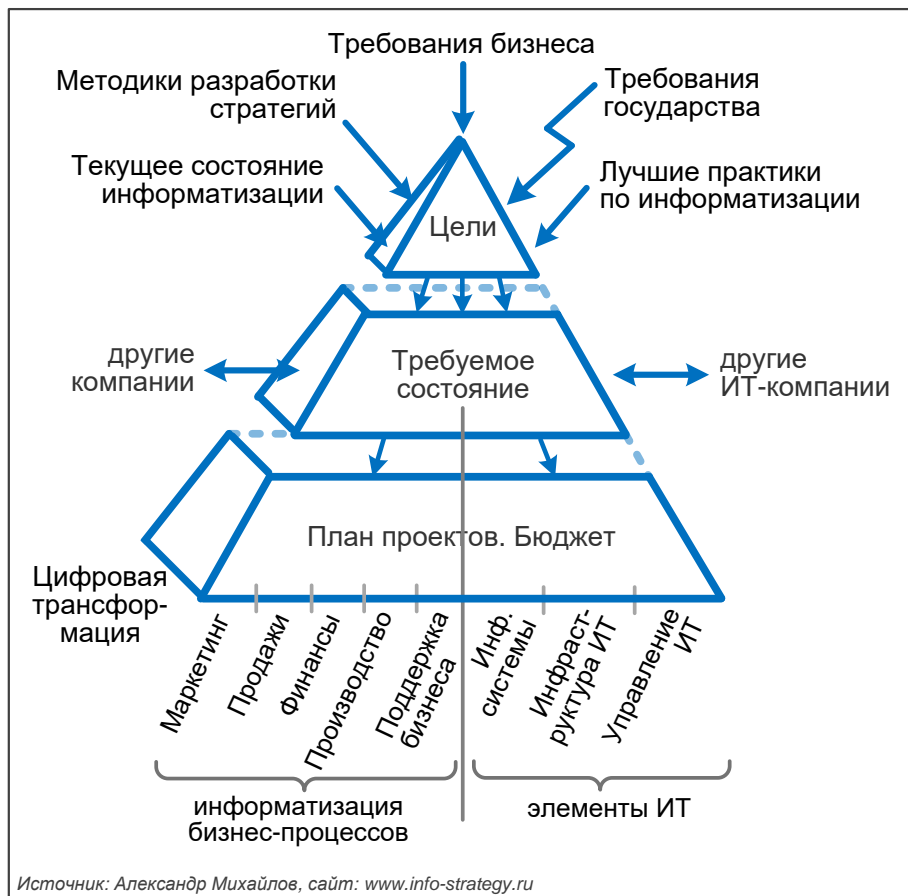 Требования бизнеса
Методики разработки
стратегий
Требования
государства
Текущее состояние
информатизации
Лучшие практики
по информатизации
Цели
другие
компании
Требуемое
состояние
другие
ИТ-компании
План проектов. Бюджет
Цифровая
трансфор-
мация
Маркетинг
Продажи
Финансы
Производство
Поддержка
бизнеса
Инф.
системы
Инфраст-
руктура ИТ
Управление
ИТ
информатизация
бизнес-процессов
элементы ИТ
Источник: Александр Михайлов, сайт: www.info-strategy.ru